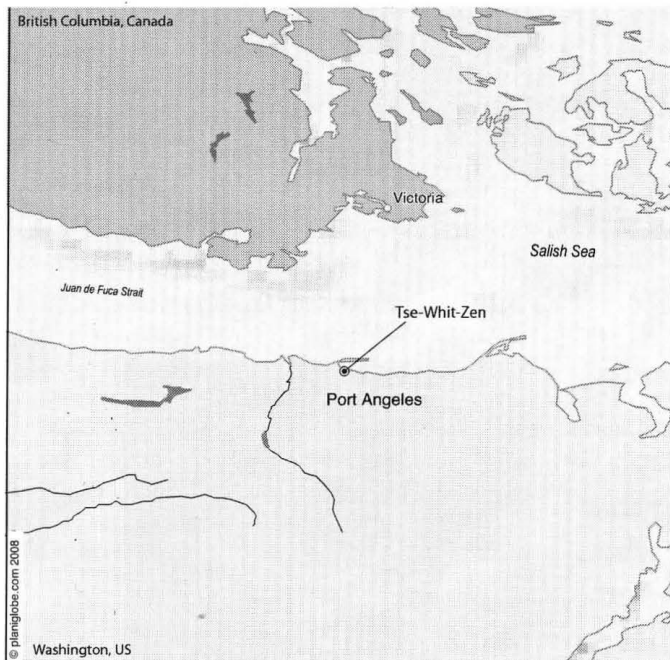 British Columbia, Canada
Victoria
Salish Sea
Juan de Fuca Strait
Tse-Whit-Zen
Port Angeles
© planiglobe.com 2008
Washington, US